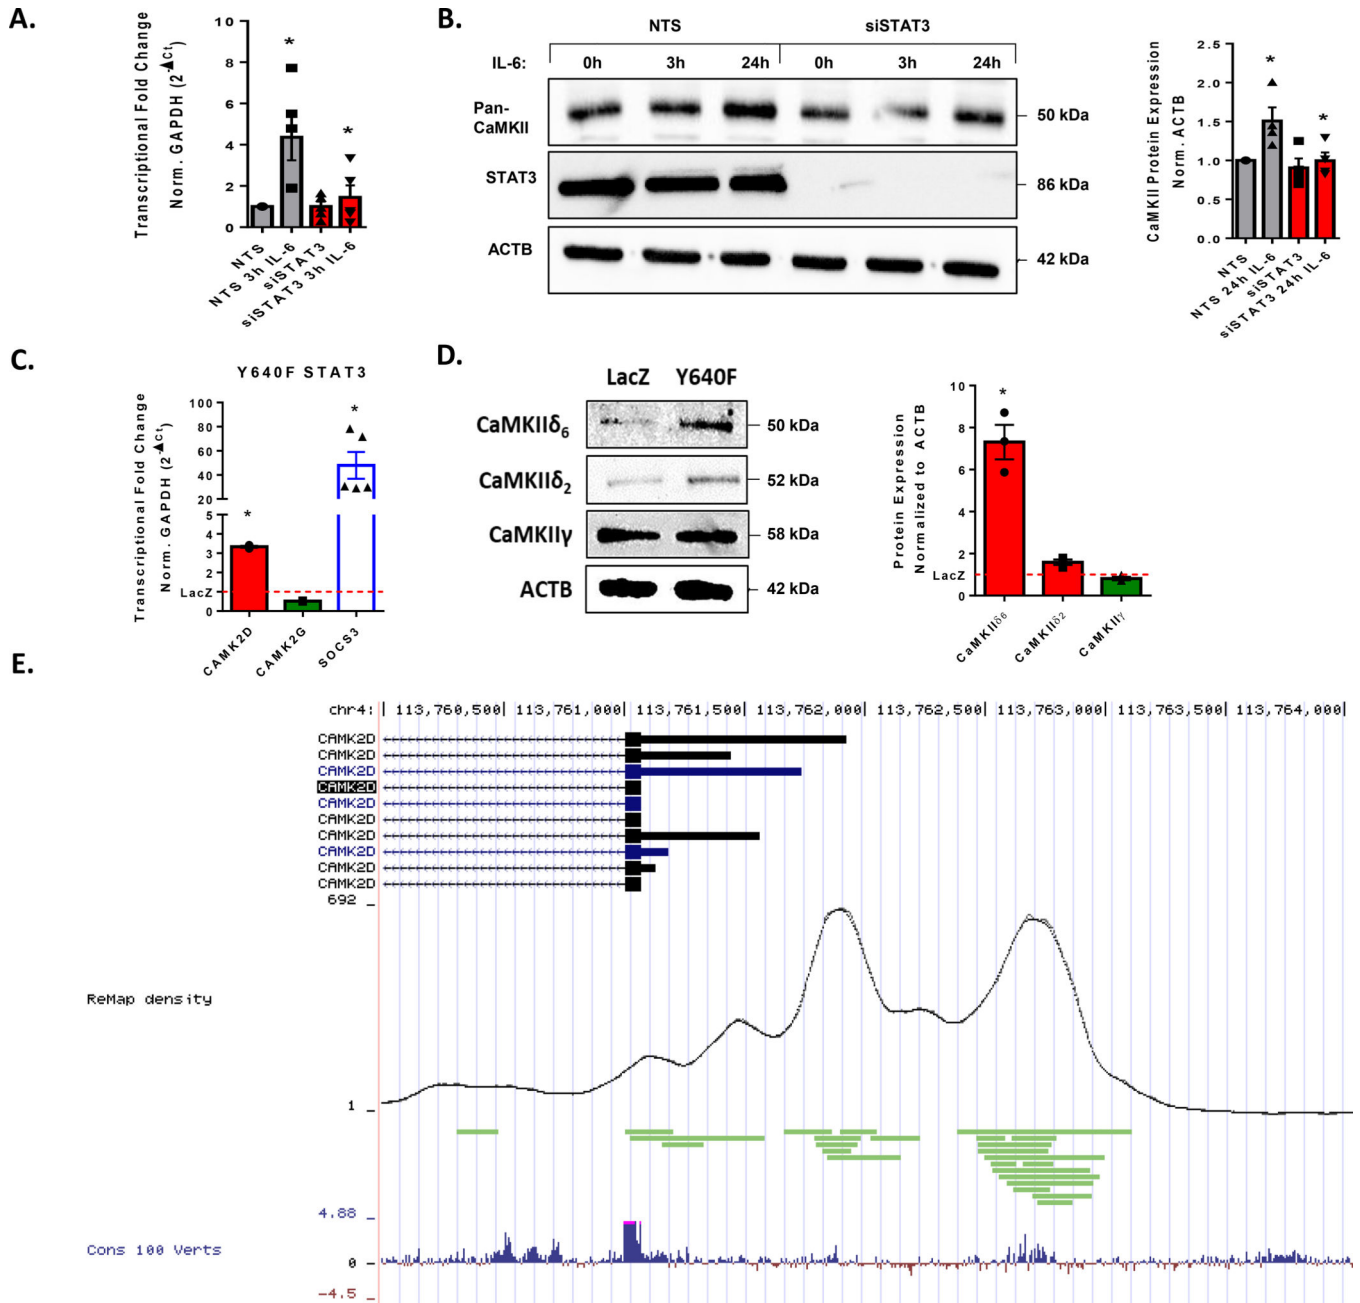 A.
Transcriptional Fold Change
Norm. GAPDH (2-▲Ct)
10
8
6
4
2
0
*
*
NTS
NTS 3h IL-6
siSTAT3
siSTAT3 3h IL-6
B.
NTS siSTAT3
IL-6: 0h 3h 24h 0h 3h 24h
Pan-
CaMKII
50 kDa
STAT3
86 kDa
ACTB
42 kDa
CaMKII Protein Expression
Norm. ACTB
2.5
2.0
1.5
1.0
0.5
0.0
*
*
NTS
NTS 24h IL-6
siSTAT3
siSTAT3 24h IL-6
C.
Y640F STAT3
Transcriptional Fold Change
Norm. GAPDH (2-▲Ct)
100
80
60
40
20
5
4
3
2
LacZ
0
*
*
CAMK2D
CAMK2G
SOCS3
D.
LacZ Y640F
CaMKIIδ6 50 kDa
CaMKIIδ2 52 kDa
CaMKIIγ 58 kDa
ACTB 42 kDa
Protein Expression
Normalized to ACTB
10
8
6
4
2
LacZ
0
*
CaMKIIδ6
CaMKIIδ2
CaMKIIγ
E.
chr4: 113,760,500 113,761,000 113,761,500 113,762,000 113,762,500 113,763,000 113,763,500 113,764,000
CAMK2D
CAMK2D
CAMK2D
CAMK2D
CAMK2D
CAMK2D
CAMK2D
CAMK2D
CAMK2D
CAMK2D
692 _
ReMap density
1 _
4.88 _
Cons 100 Verts
0 _
-4.5 _